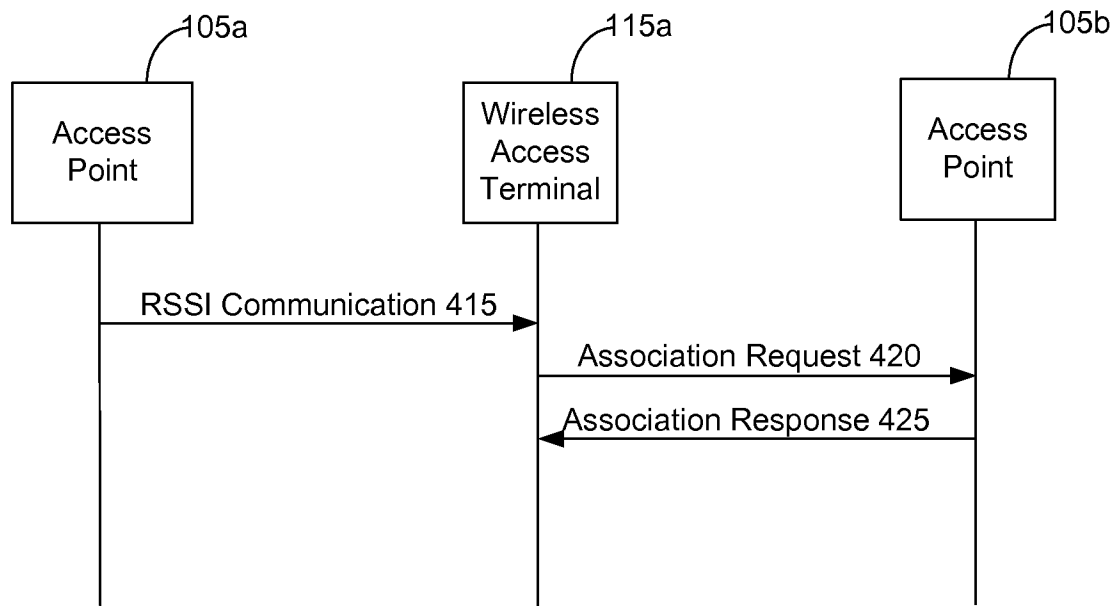 105a
115a
105b
Access
Point
Wireless
Access
Terminal
Access
Point
RSSI Communication 415
Association Request 420
Association Response 425